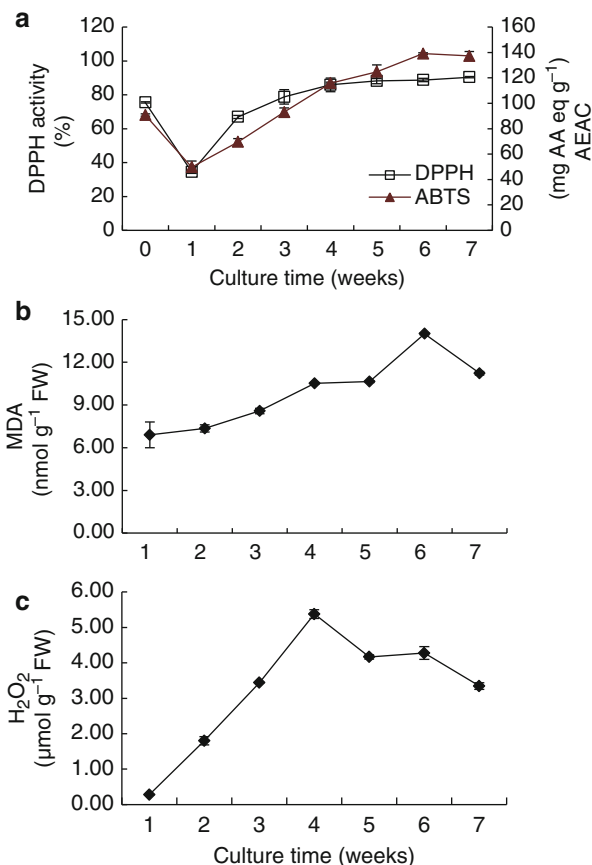 a
120
100
80
60
40
20
0
DPPH activity
(%)
160
140
120
100
80
60
40
20
0
(mg AA eq g⁻¹)
AEAC
DPPH
ABTS
0 1 2 3 4 5 6 7
Culture time (weeks)
b
15.00
12.00
9.00
6.00
3.00
0.00
MDA
(nmol g⁻¹ FW)
1 2 3 4 5 6 7
c
6.00
5.00
4.00
3.00
2.00
1.00
0.00
H₂O₂
(μmol g⁻¹ FW)
1 2 3 4 5 6 7
Culture time (weeks)